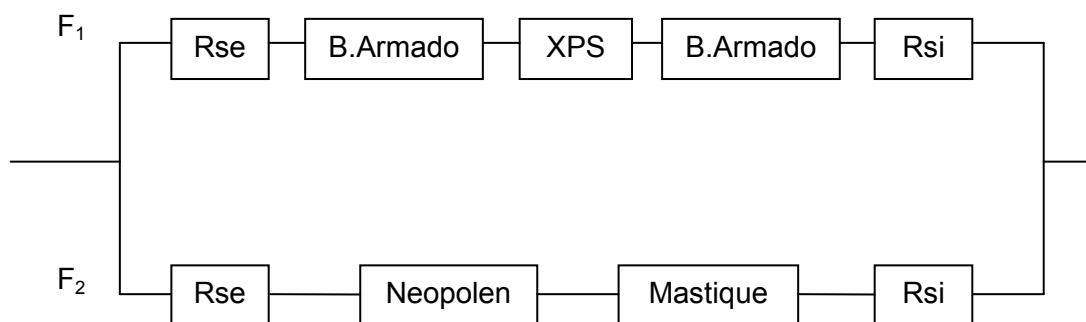 F₁
Rse B.Armado XPS B.Armado Rsi
F₂
Rse Neopolen Mastique Rsi